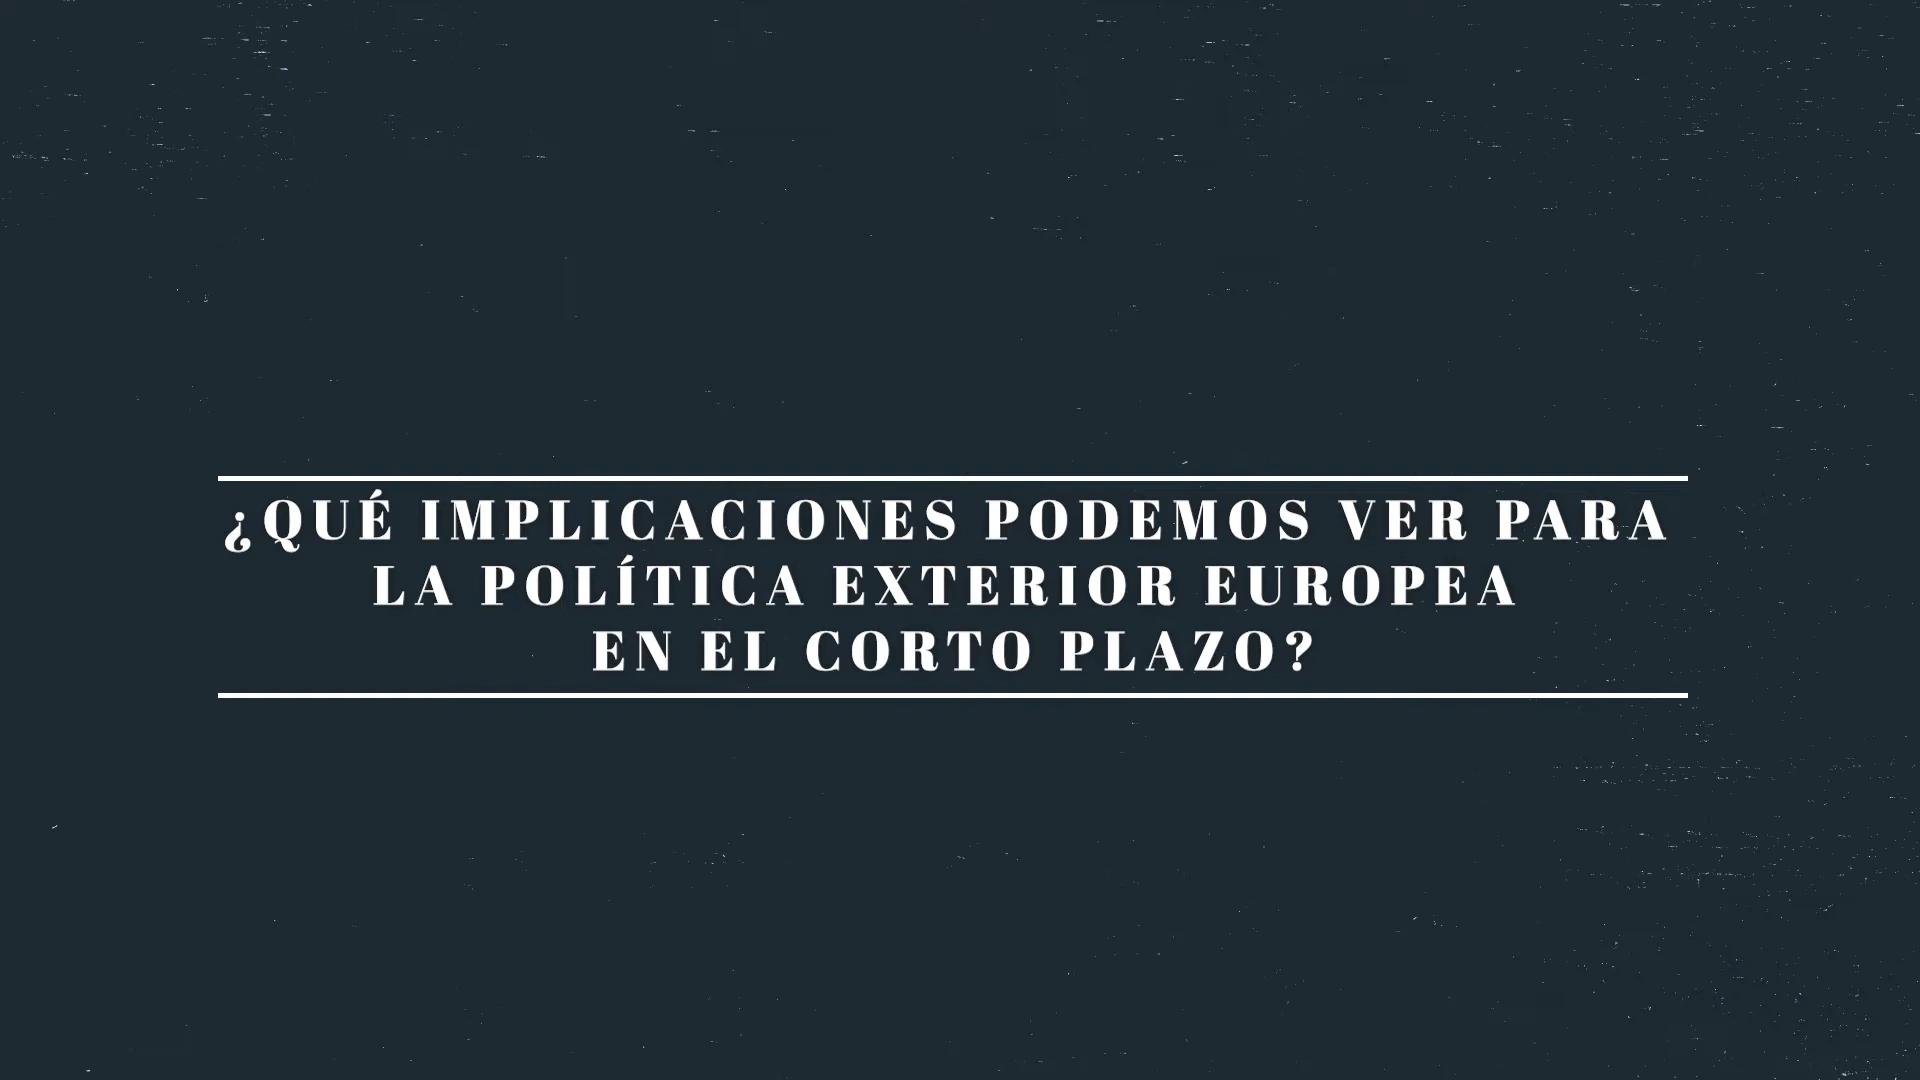 ¿QUÉ IMPLICACIONES PODEMOS VER PARA
LA POLÍTICA EXTERIOR EUROPEA
EN EL CORTO PLAZO?